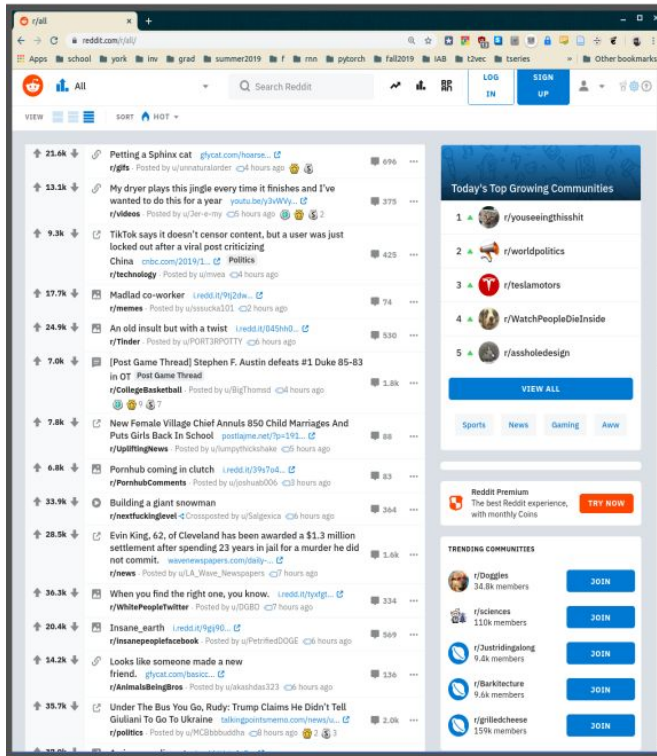 r/all
reddit.com/r/all/
Apps school york inv grad summer2019 f rnn pytorch fall2019 IAB t2vec tseries » Other bookmarks
All
Search Reddit
LOG IN
SIGN UP
VIEW
SORT HOT
21.6k
Petting a Sphinx cat gfycat.com/hoarse...
r/gifs · Posted by u/unnaturalorder 4 hours ago
696
13.1k
My dryer plays this jingle every time it finishes and I've
wanted to do this for a year youtu.be/y3vWVy...
r/videos · Posted by u/Jer-e-my 5 hours ago 2
375
9.3k
TikTok says it doesn't censor content, but a user was just
locked out after a viral post criticizing
China cnbc.com/2019/1... Politics
r/technology · Posted by u/mvea 4 hours ago
425
17.7k
Madlad co-worker i.redd.it/9tj2dw...
r/memes · Posted by u/sssucka101 2 hours ago
74
24.9k
An old insult but with a twist i.redd.it/045hh0...
r/Tinder · Posted by u/PORT3RPOTTY 6 hours ago
530
7.0k
[Post Game Thread] Stephen F. Austin defeats #1 Duke 85-83
in OT Post Game Thread
r/CollegeBasketball · Posted by u/BigThomsd 4 hours ago
9 7
1.8k
7.8k
New Female Village Chief Annuls 850 Child Marriages And
Puts Girls Back In School postlajme.net/?p=191...
r/UpliftingNews · Posted by u/lumpythickshake 5 hours ago
88
6.8k
Pornhub coming in clutch i.redd.it/39s7o4...
r/PornhubComments · Posted by u/joshuab006 3 hours ago
83
33.9k
Building a giant snowman
r/nextfuckinglevel Crossposted by u/Salgexica 6 hours ago
364
28.5k
Evin King, 62, of Cleveland has been awarded a $1.3 million
settlement after spending 23 years in jail for a murder he did
not commit. wavenewspapers.com/daily-...
r/news · Posted by u/LA_Wave_Newspapers 7 hours ago
1.6k
36.3k
When you find the right one, you know. i.redd.it/tyxfgt...
r/WhitePeopleTwitter · Posted by u/DGBD 7 hours ago
334
20.4k
Insane_earth i.redd.it/9gjj90...
r/insanepeoplefacebook · Posted by u/PetrifiedDOGE 6 hours ago
569
14.2k
Looks like someone made a new
friend. gfycat.com/basicc...
r/AnimalsBeingBros · Posted by u/akashdas323 6 hours ago
136
35.7k
Under The Bus You Go, Rudy: Trump Claims He Didn't Tell
Giuliani To Go To Ukraine talkingpointsmemo.com/news/u...
r/politics · Posted by u/MCBbbbuddha 8 hours ago 2 3
2.0k
Today's Top Growing Communities
1 r/youseeingthisshit
2 r/worldpolitics
3 r/teslamotors
4 r/WatchPeopleDieInside
5 r/assholedesign
VIEW ALL
Sports News Gaming Aww
Reddit Premium
The best Reddit experience,
with monthly Coins
TRY NOW
TRENDING COMMUNITIES
r/Doggies
34.8k members
JOIN
r/sciences
110k members
JOIN
r/Justridingalong
9.4k members
JOIN
r/Barkitecture
9.6k members
JOIN
r/grilledcheese
159k members
JOIN